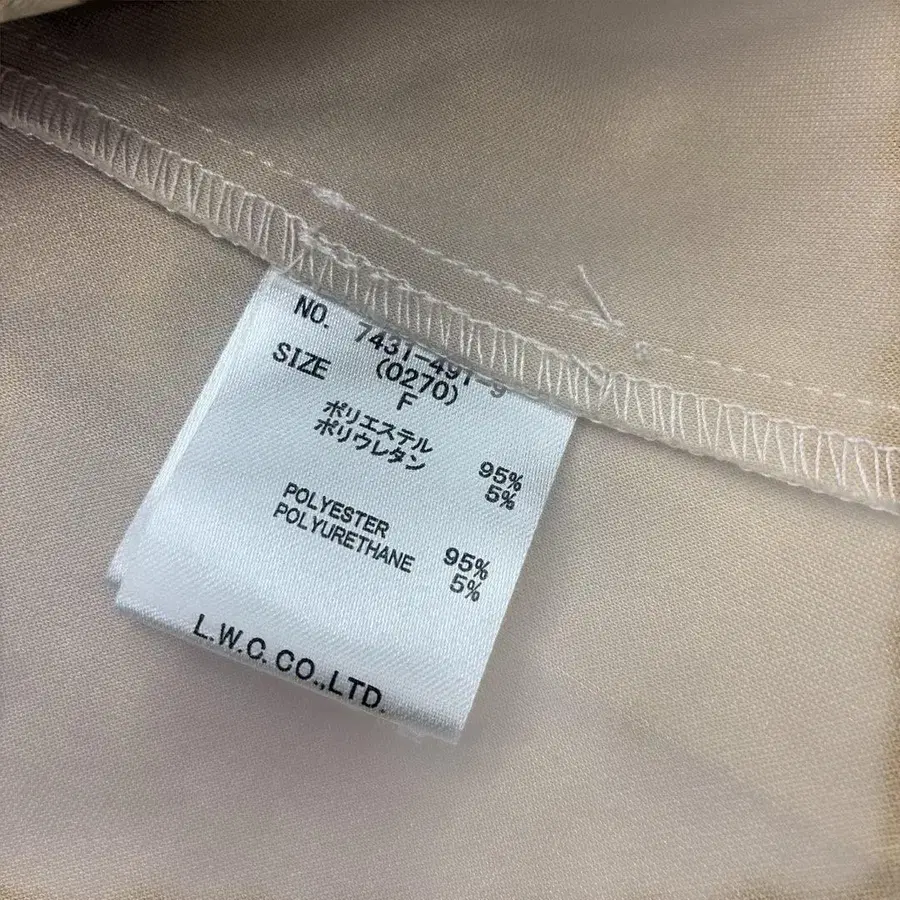 NO. 7431-491-9
(0270)
SIZE F
ポリエステル 95%
ポリウレタン 5%
POLYESTER 95%
POLYURETHANE 5%
L.W.C. CO.,LTD.